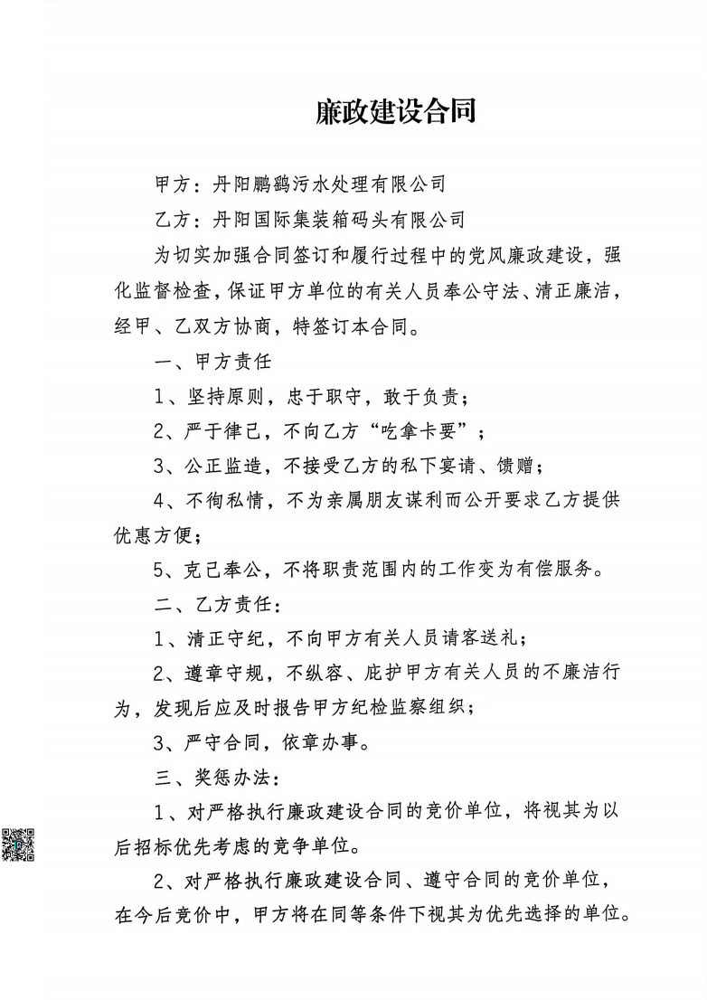 廉政建设合同
甲方：丹阳鹏鹞污水处理有限公司
乙方：丹阳国际集装箱码头有限公司
为切实加强合同签订和履行过程中的党风廉政建设，强
化监督检查，保证甲方单位的有关人员奉公守法、清正廉洁，
经甲、乙双方协商，特签订本合同。
一、甲方责任
1、坚持原则，忠于职守，敢于负责；
2、严于律己，不向乙方“吃拿卡要”；
3、公正监造，不接受乙方的私下宴请、馈赠；
4、不徇私情，不为亲属朋友谋利而公开要求乙方提供
优惠方便；
5、克己奉公，不将职责范围内的工作变为有偿服务。
二、乙方责任：
1、清正守纪，不向甲方有关人员请客送礼；
2、遵章守规，不纵容、庇护甲方有关人员的不廉洁行
为，发现后应及时报告甲方纪检监察组织；
3、严守合同，依章办事。
三、奖惩办法：
1、对严格执行廉政建设合同的竞价单位，将视其为以
后招标优先考虑的竞争单位。
2、对严格执行廉政建设合同、遵守合同的竞价单位，
在今后竞价中，甲方将在同等条件下视其为优先选择的单位。